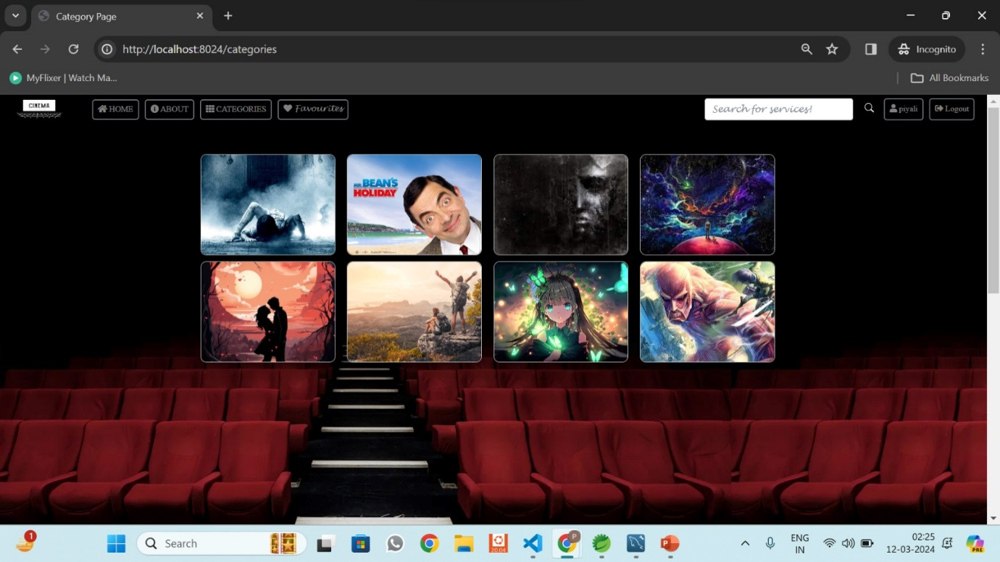 Category Page
http://localhost:8024/categories
Incognito
MyFlixer | Watch Ma...
All Bookmarks
CINEMA
HOME
ABOUT
CATEGORIES
Favourites
Search for services!
piyali
Logout
MR. BEAN'S
HOLIDAY
1
Search
20.04
P
ENG
IN
02:25
12-03-2024
PRE